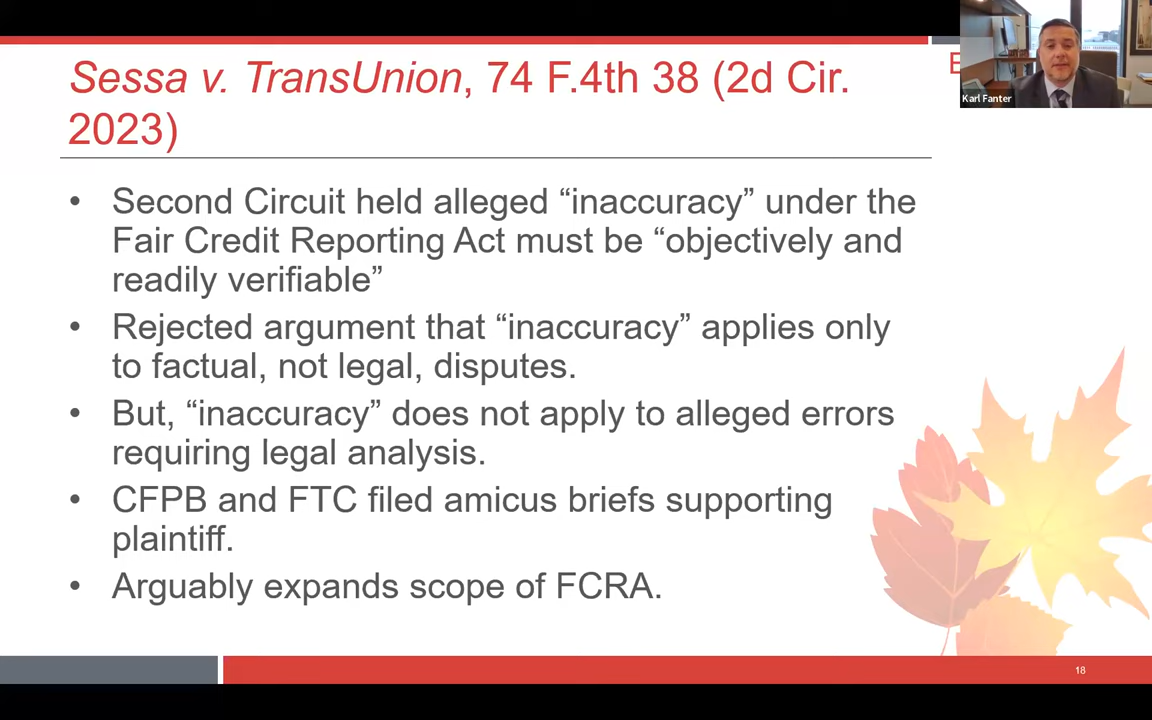 Sessa v. TransUnion, 74 F.4th 38 (2d Cir.
2023)
Karl Fanter
• Second Circuit held alleged “inaccuracy” under the
Fair Credit Reporting Act must be “objectively and
readily verifiable”
• Rejected argument that “inaccuracy” applies only
to factual, not legal, disputes.
• But, “inaccuracy” does not apply to alleged errors
requiring legal analysis.
• CFPB and FTC filed amicus briefs supporting
plaintiff.
• Arguably expands scope of FCRA.
18